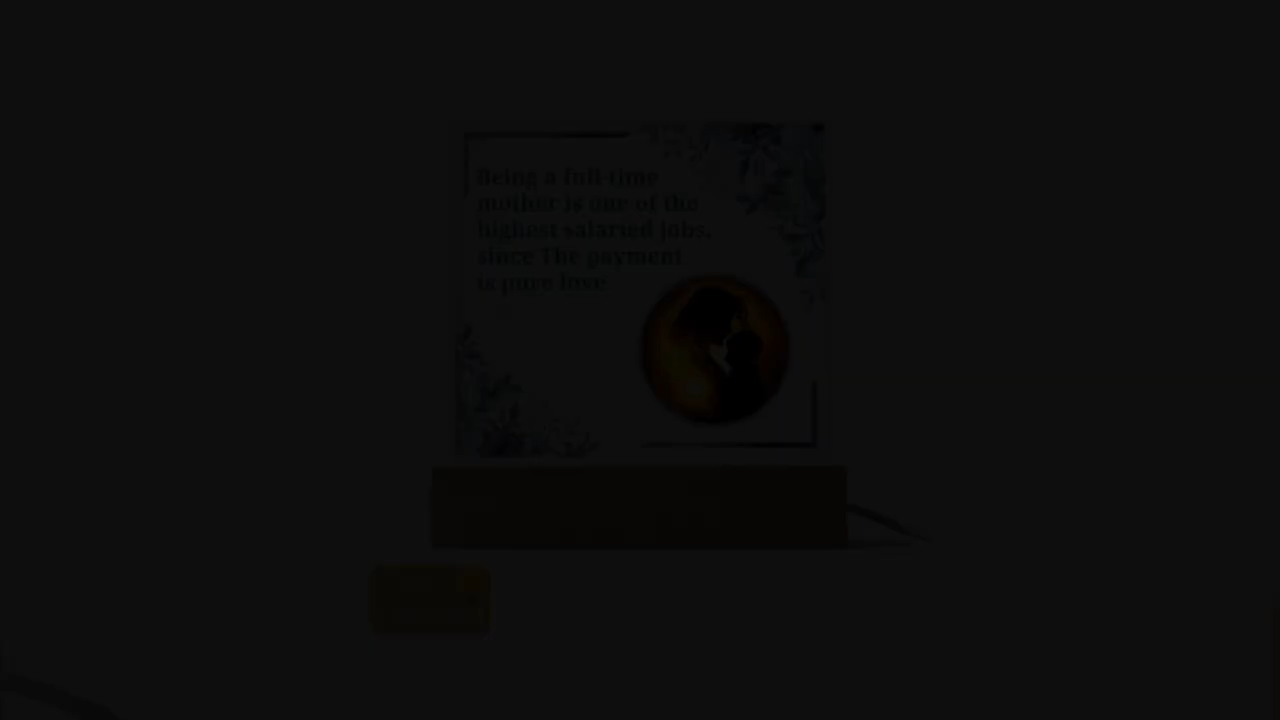 Being a full-time
mother is one of the
highest salaried jobs,
since The payment
is pure love